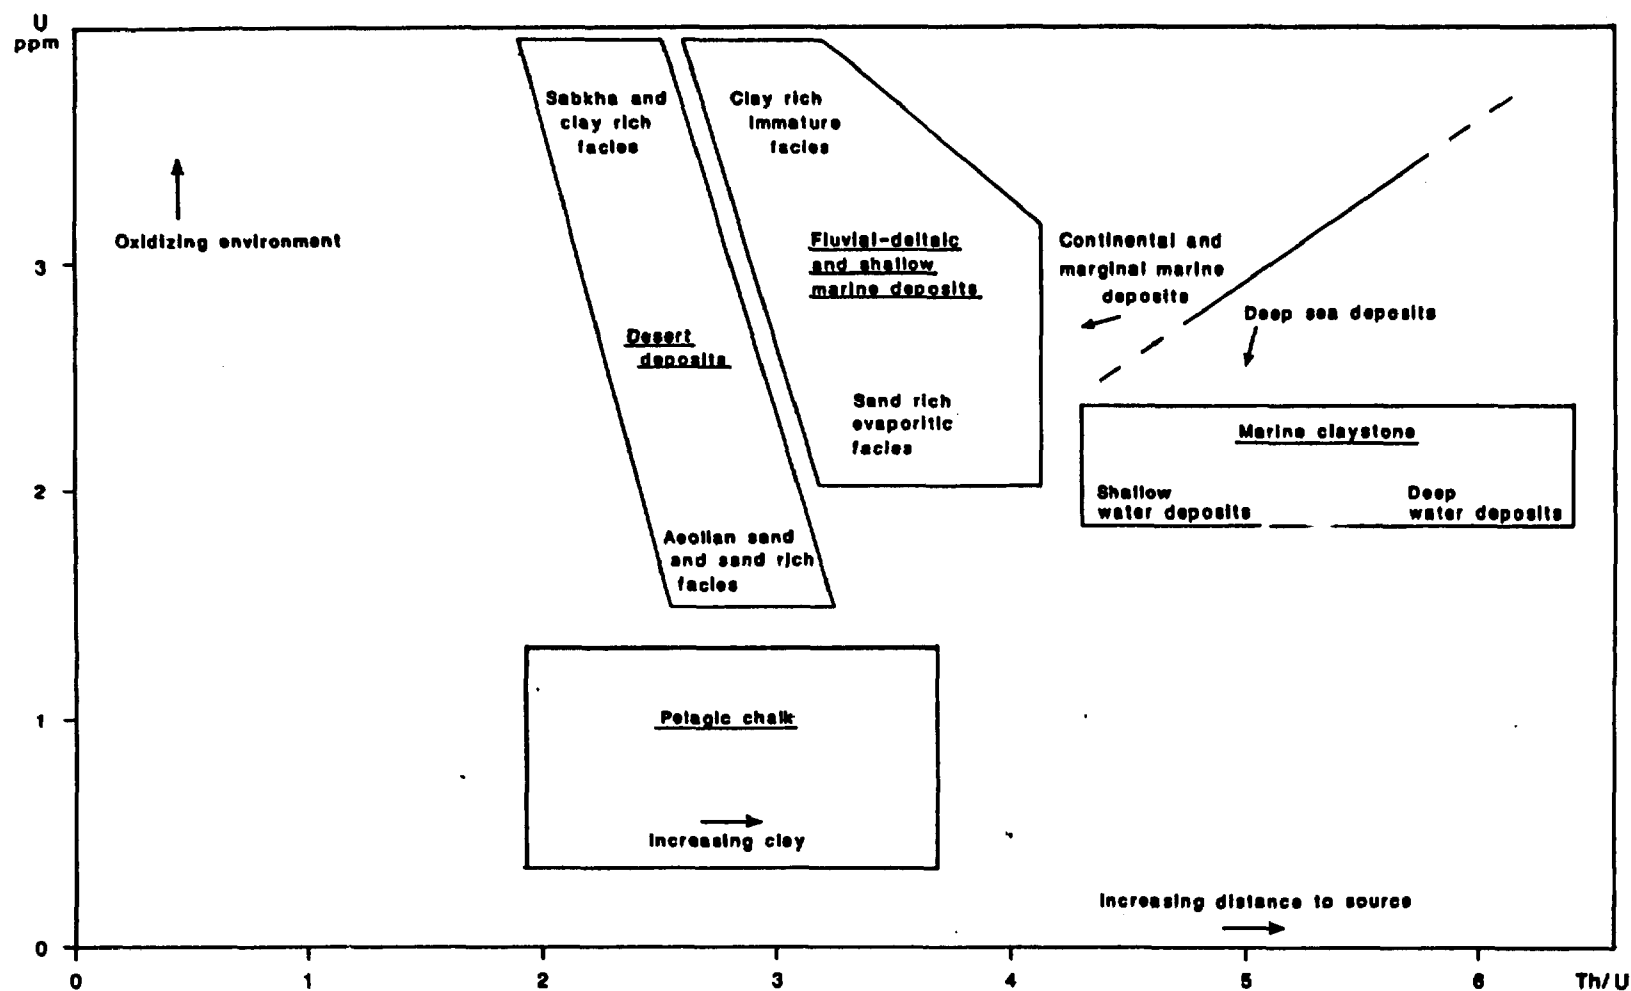 U
ppm
Sabkha and
clay rich
facies
Clay rich
immature
facies
Oxidizing environment
Fluvial-deltaic
and shallow
marine deposits
Continental and
marginal marine
deposits
3
Deep sea deposits
Desert
deposits
Sand rich
evaporitic
facies
Marine claystone
2
Shallow
water deposits
Deep
water deposits
Aeolian sand
and sand rich
facies
1
Pelagic chalk
Increasing clay
Increasing distance to source
0
0 1 2 3 4 5 6 Th/U